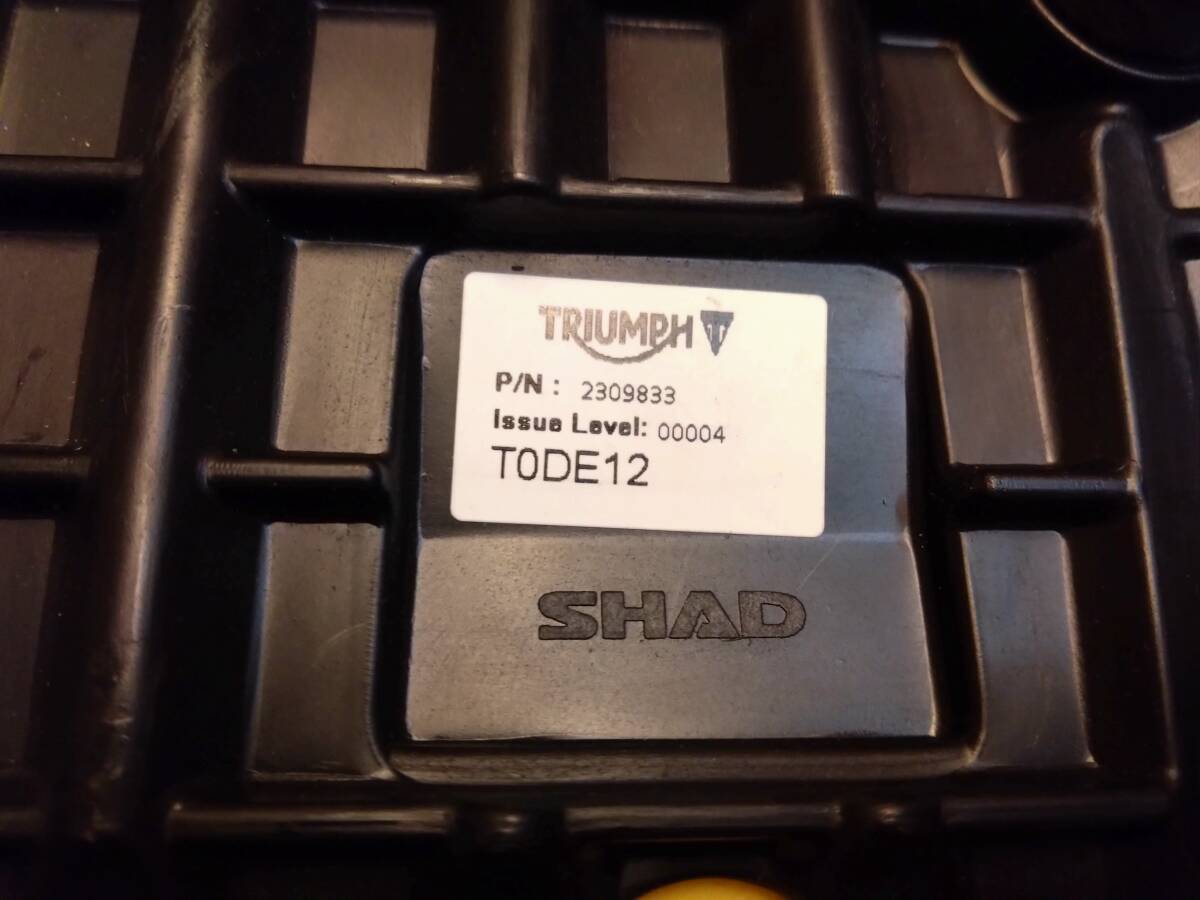 TRIUMPH
P/N : 2309833
Issue Level: 00004
T0DE12
SHAD